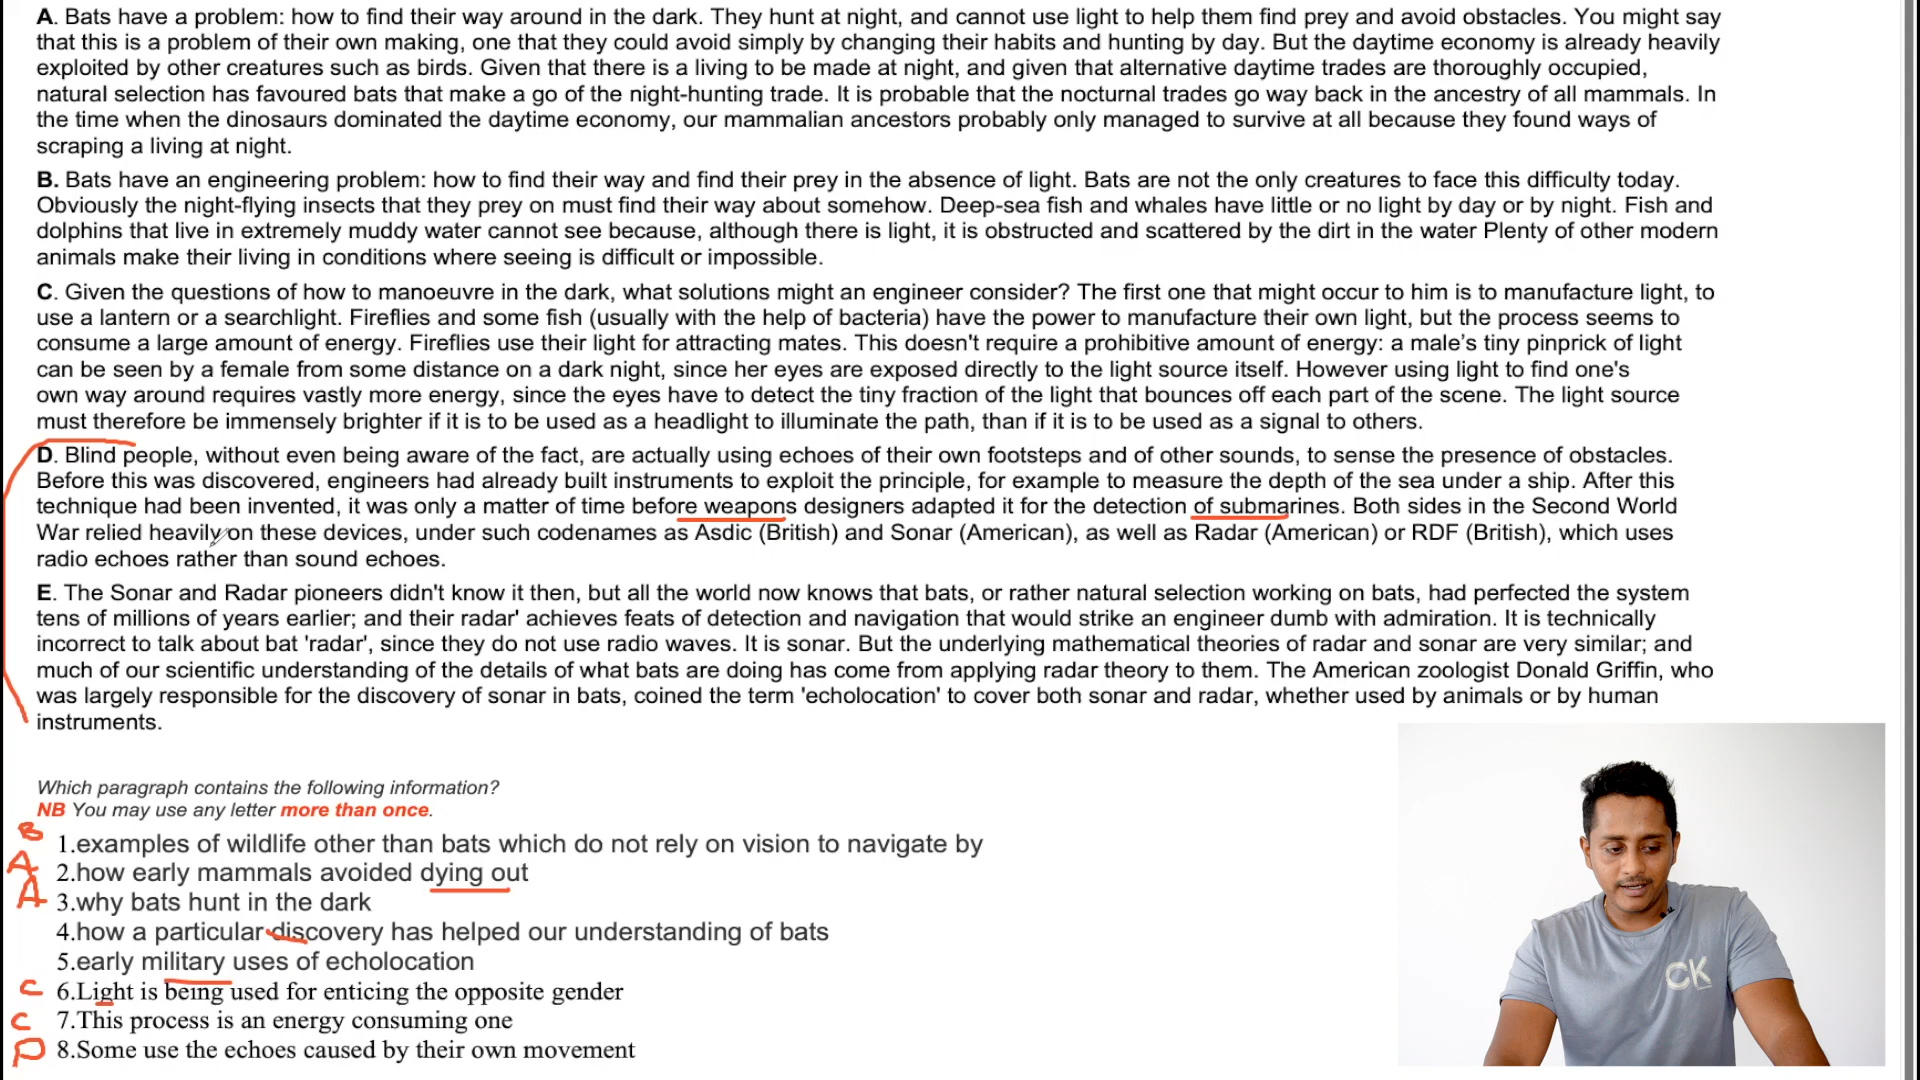 A. Bats have a problem: how to find their way around in the dark. They hunt at night, and cannot use light to help them find prey and avoid obstacles. You might say
that this is a problem of their own making, one that they could avoid simply by changing their habits and hunting by day. But the daytime economy is already heavily
exploited by other creatures such as birds. Given that there is a living to be made at night, and given that alternative daytime trades are thoroughly occupied,
natural selection has favoured bats that make a go of the night-hunting trade. It is probable that the nocturnal trades go way back in the ancestry of all mammals. In
the time when the dinosaurs dominated the daytime economy, our mammalian ancestors probably only managed to survive at all because they found ways of
scraping a living at night.
B. Bats have an engineering problem: how to find their way and find their prey in the absence of light. Bats are not the only creatures to face this difficulty today.
Obviously the night-flying insects that they prey on must find their way about somehow. Deep-sea fish and whales have little or no light by day or by night. Fish and
dolphins that live in extremely muddy water cannot see because, although there is light, it is obstructed and scattered by the dirt in the water Plenty of other modern
animals make their living in conditions where seeing is difficult or impossible.
C. Given the questions of how to manoeuvre in the dark, what solutions might an engineer consider? The first one that might occur to him is to manufacture light, to
use a lantern or a searchlight. Fireflies and some fish (usually with the help of bacteria) have the power to manufacture their own light, but the process seems to
consume a large amount of energy. Fireflies use their light for attracting mates. This doesn't require a prohibitive amount of energy: a male's tiny pinprick of light
can be seen by a female from some distance on a dark night, since her eyes are exposed directly to the light source itself. However using light to find one's
own way around requires vastly more energy, since the eyes have to detect the tiny fraction of the light that bounces off each part of the scene. The light source
must therefore be immensely brighter if it is to be used as a headlight to illuminate the path, than if it is to be used as a signal to others.
D. Blind people, without even being aware of the fact, are actually using echoes of their own footsteps and of other sounds, to sense the presence of obstacles.
Before this was discovered, engineers had already built instruments to exploit the principle, for example to measure the depth of the sea under a ship. After this
technique had been invented, it was only a matter of time before weapons designers adapted it for the detection of submarines. Both sides in the Second World
War relied heavily on these devices, under such codenames as Asdic (British) and Sonar (American), as well as Radar (American) or RDF (British), which uses
radio echoes rather than sound echoes.
E. The Sonar and Radar pioneers didn't know it then, but all the world now knows that bats, or rather natural selection working on bats, had perfected the system
tens of millions of years earlier; and their radar' achieves feats of detection and navigation that would strike an engineer dumb with admiration. It is technically
incorrect to talk about bat 'radar', since they do not use radio waves. It is sonar. But the underlying mathematical theories of radar and sonar are very similar; and
much of our scientific understanding of the details of what bats are doing has come from applying radar theory to them. The American zoologist Donald Griffin, who
was largely responsible for the discovery of sonar in bats, coined the term 'echolocation' to cover both sonar and radar, whether used by animals or by human
instruments.
Which paragraph contains the following information?
NB You may use any letter more than once.
B 1.examples of wildlife other than bats which do not rely on vision to navigate by
A 2.how early mammals avoided dying out
A 3.why bats hunt in the dark
4.how a particular discovery has helped our understanding of bats
5.early military uses of echolocation
C 6.Light is being used for enticing the opposite gender
C 7.This process is an energy consuming one
D 8.Some use the echoes caused by their own movement
CK